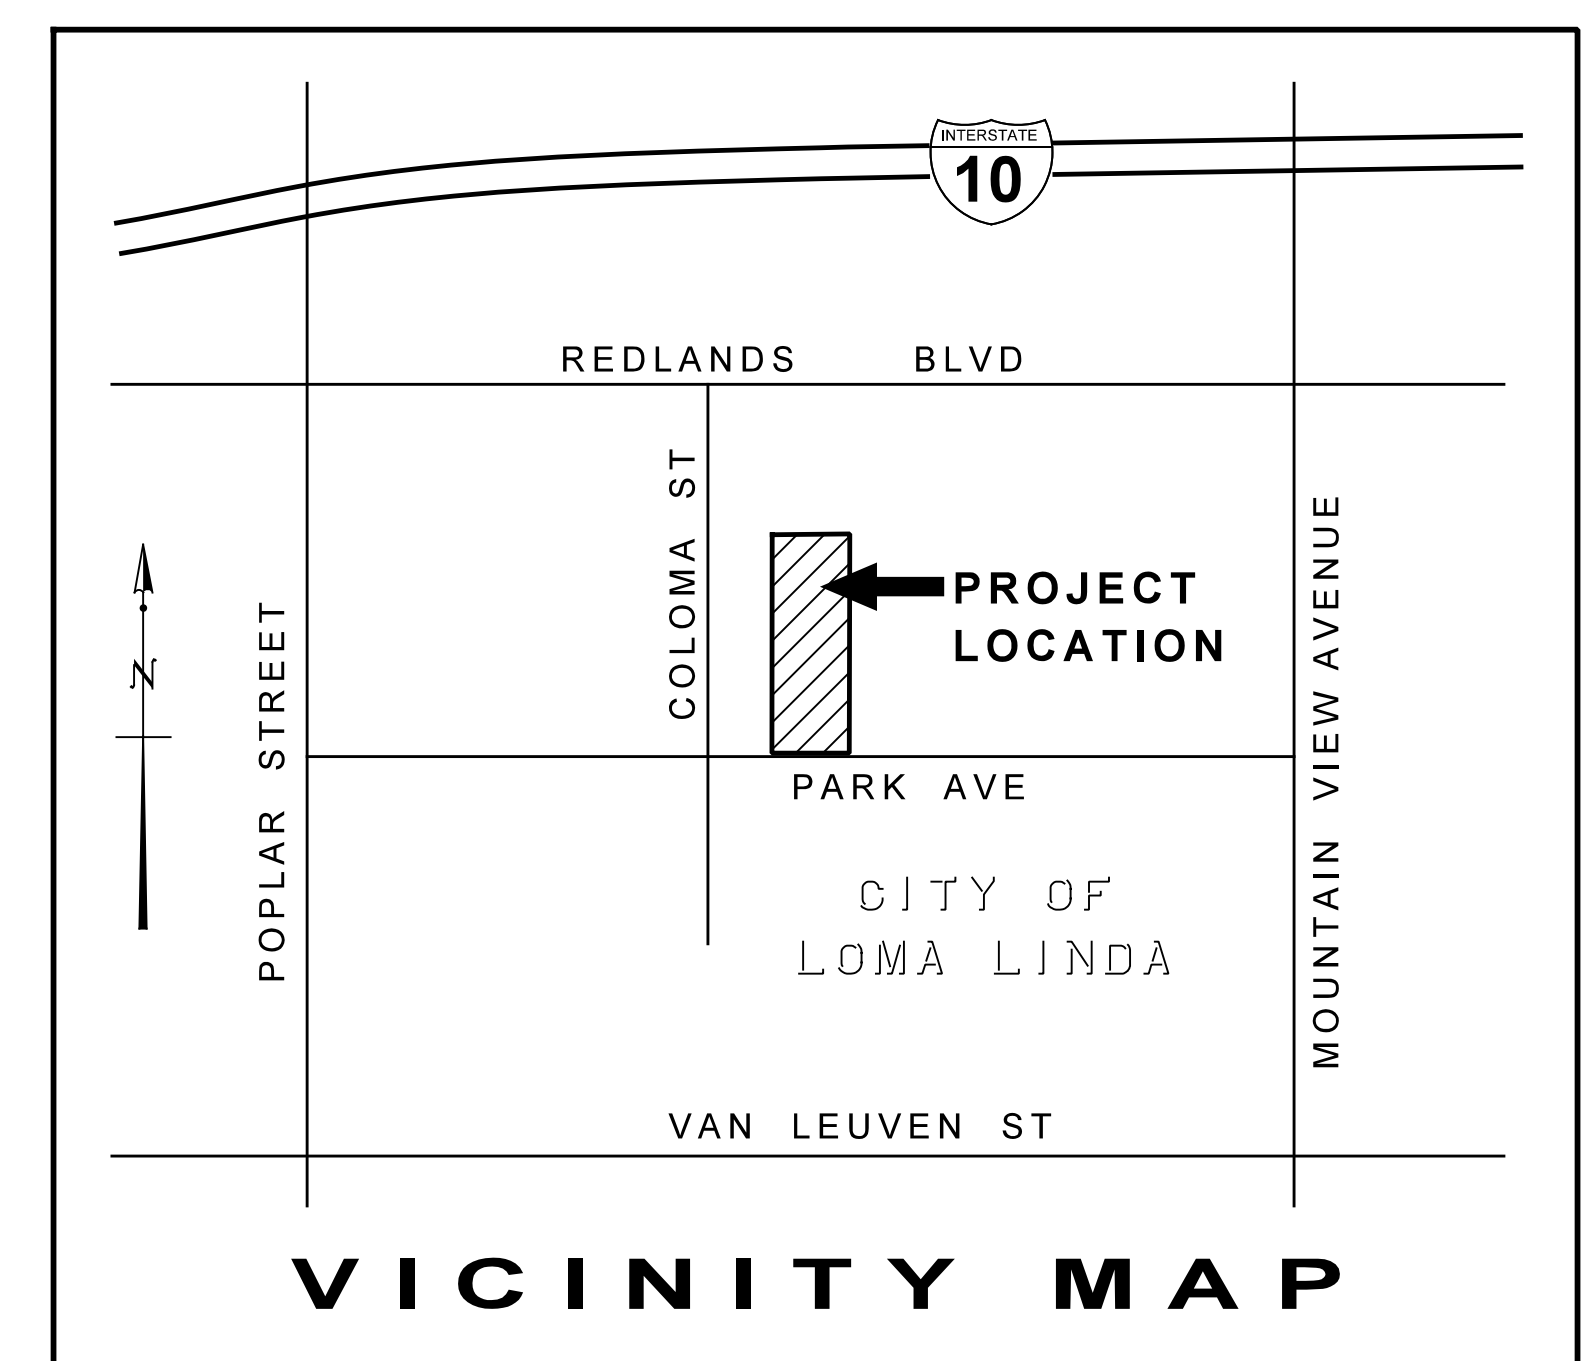 INTERSTATE
10
REDLANDS BLVD
COLOMA ST
PROJECT
LOCATION
POPLAR STREET
MOUNTAIN VIEW AVENUE
N
PARK AVE
CITY OF
LOMA LINDA
VAN LEUVEN ST
VICINITY MAP